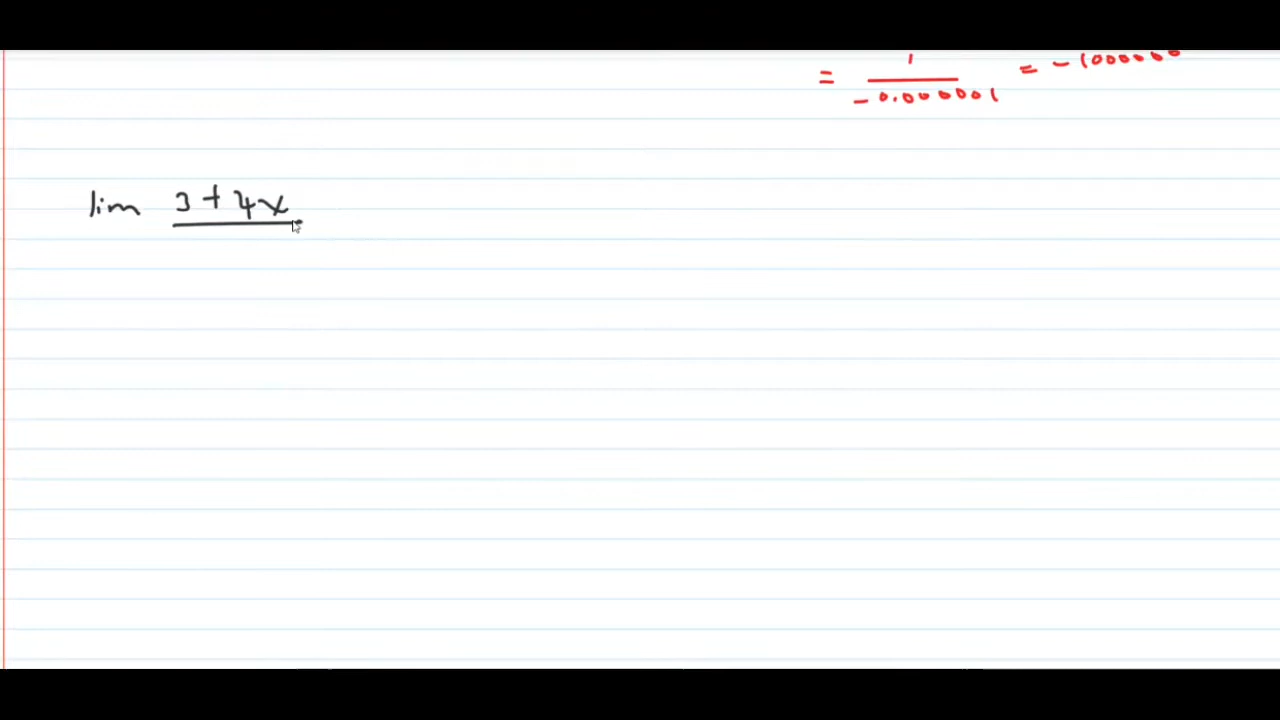 1
= ———— = -1000000
-0.000001
lim 3 + 4x